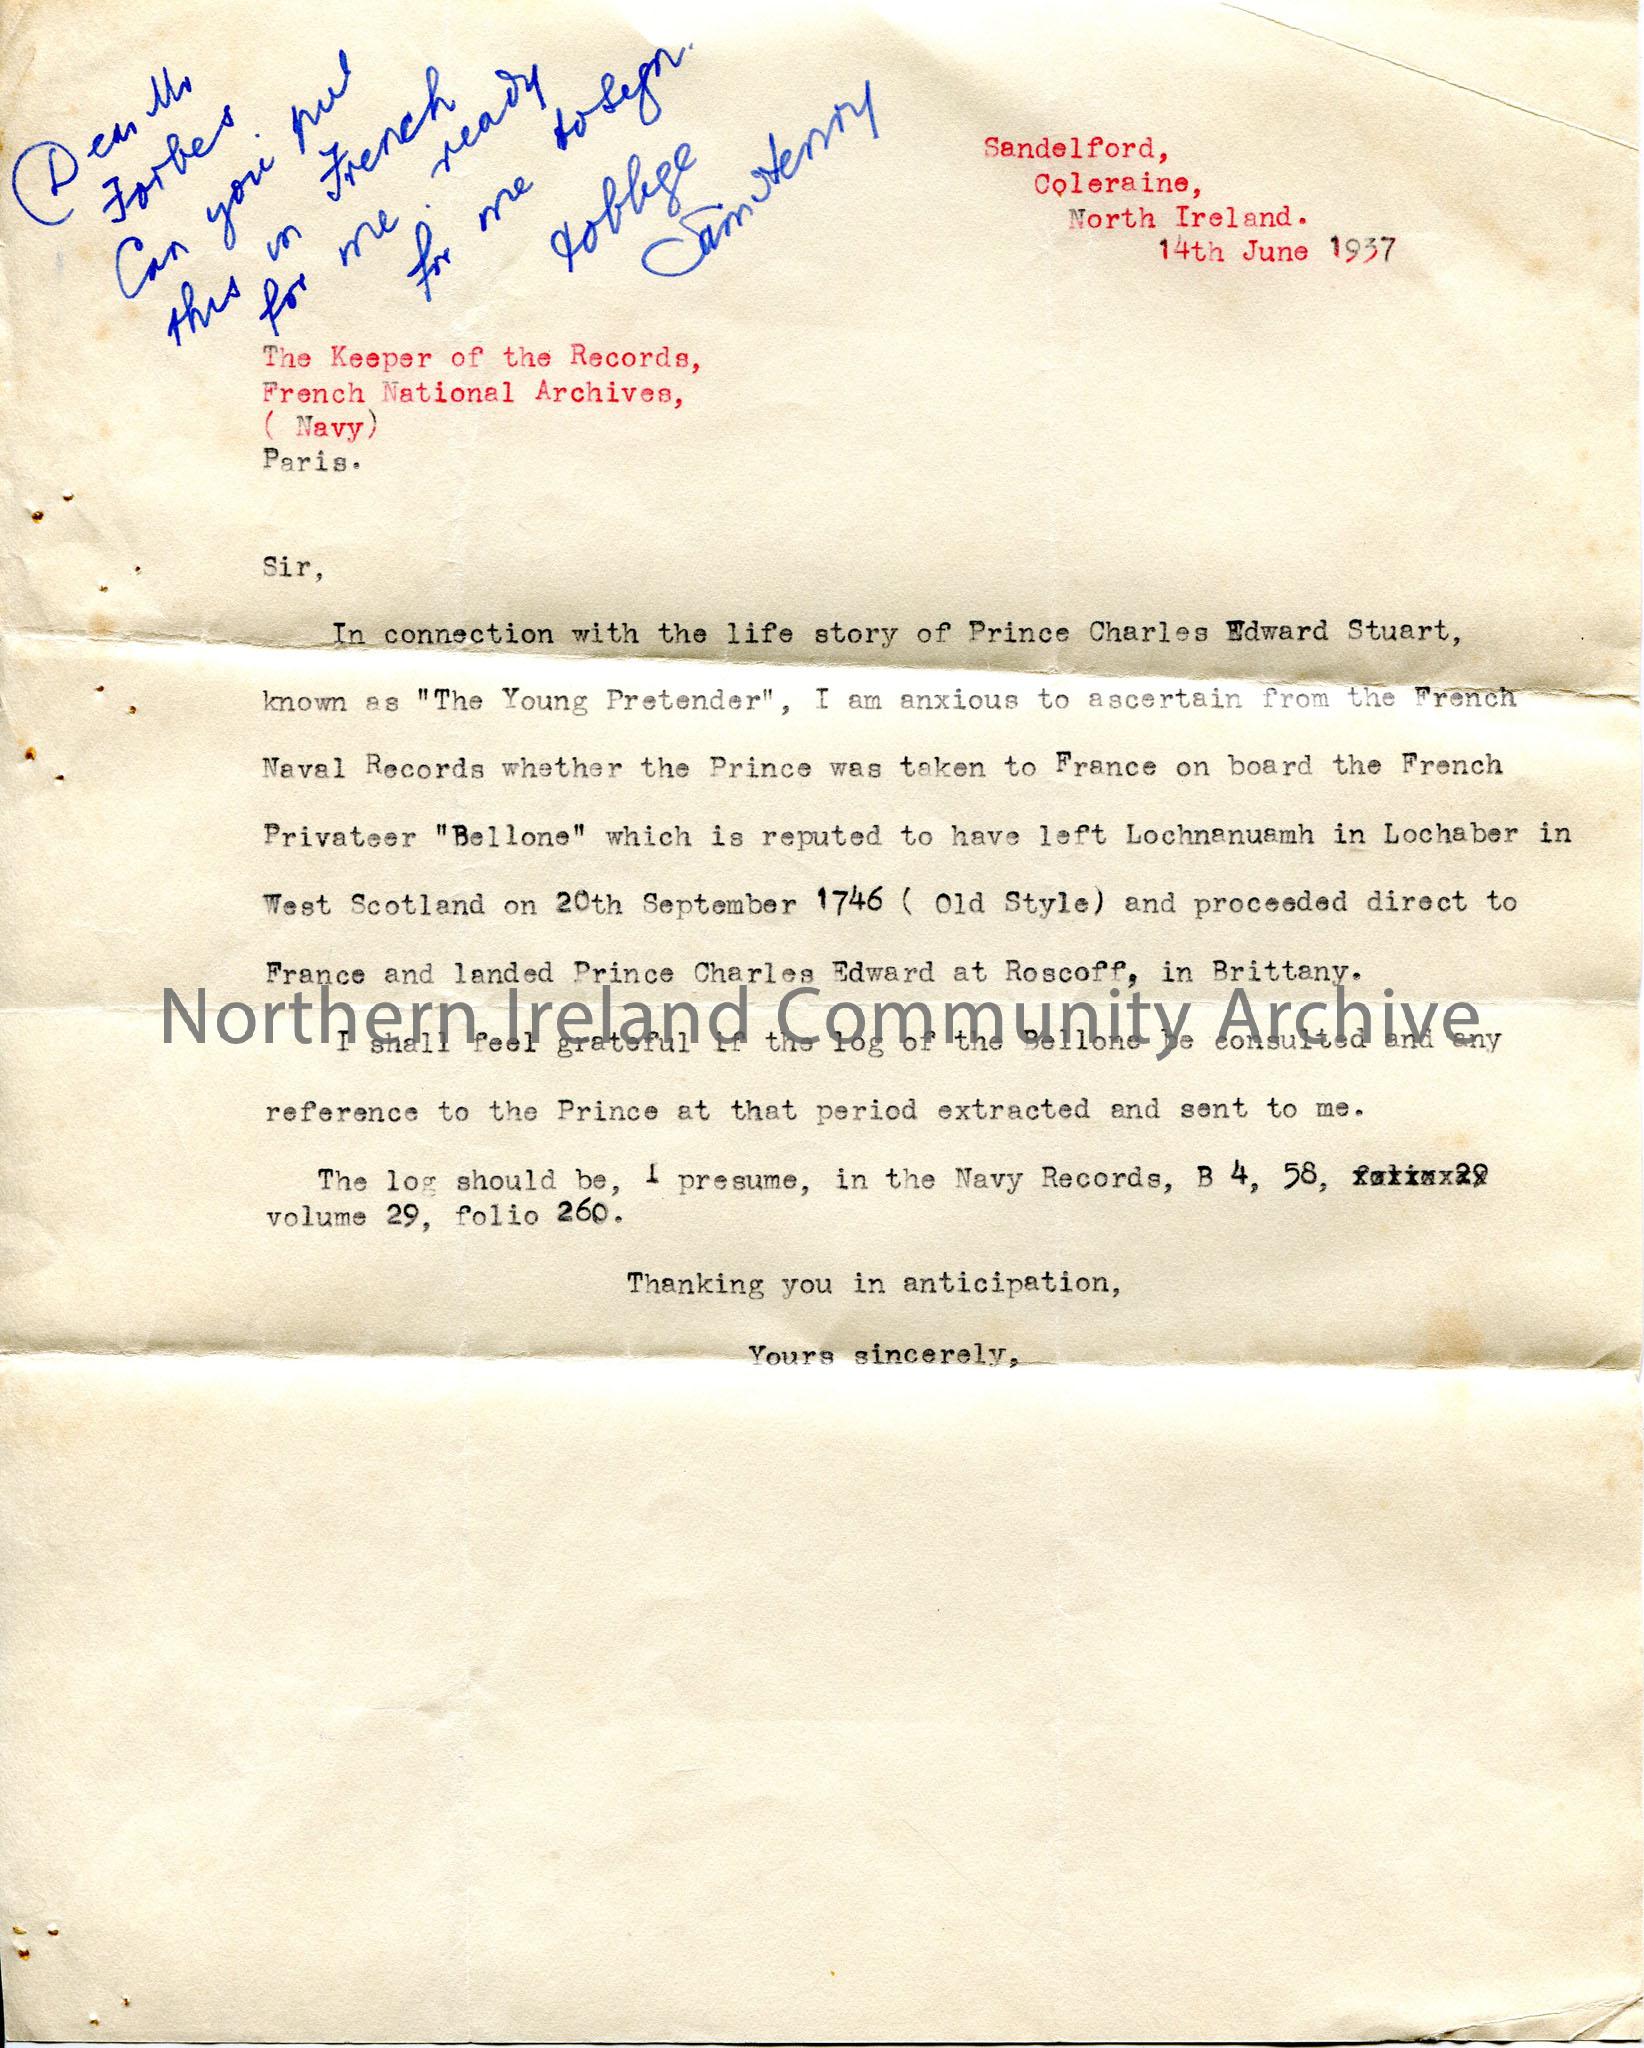 Dear Mr
Forbes
Can you put
this in French
for me ready
for me to sign.
& oblige
Sam Henry
Sandelford,
Coleraine,
North Ireland.
14th June 1937
The Keeper of the Records,
French National Archives,
( Navy)
Paris.
Sir,
In connection with the life story of Prince Charles Edward Stuart,
known as "The Young Pretender", I am anxious to ascertain from the French
Naval Records whether the Prince was taken to France on board the French
Privateer "Bellone" which is reputed to have left Lochnanuamh in Lochaber in
West Scotland on 20th September 1746 ( Old Style) and proceeded direct to
France and landed Prince Charles Edward at Roscoff, in Brittany.
Northern Ireland Community Archive
I shall feel grateful if the log of the Bellone be consulted and any
reference to the Prince at that period extracted and sent to me.
The log should be, I presume, in the Navy Records, B 4, 58,
volume 29, folio 260.
Thanking you in anticipation,
Yours sincerely,